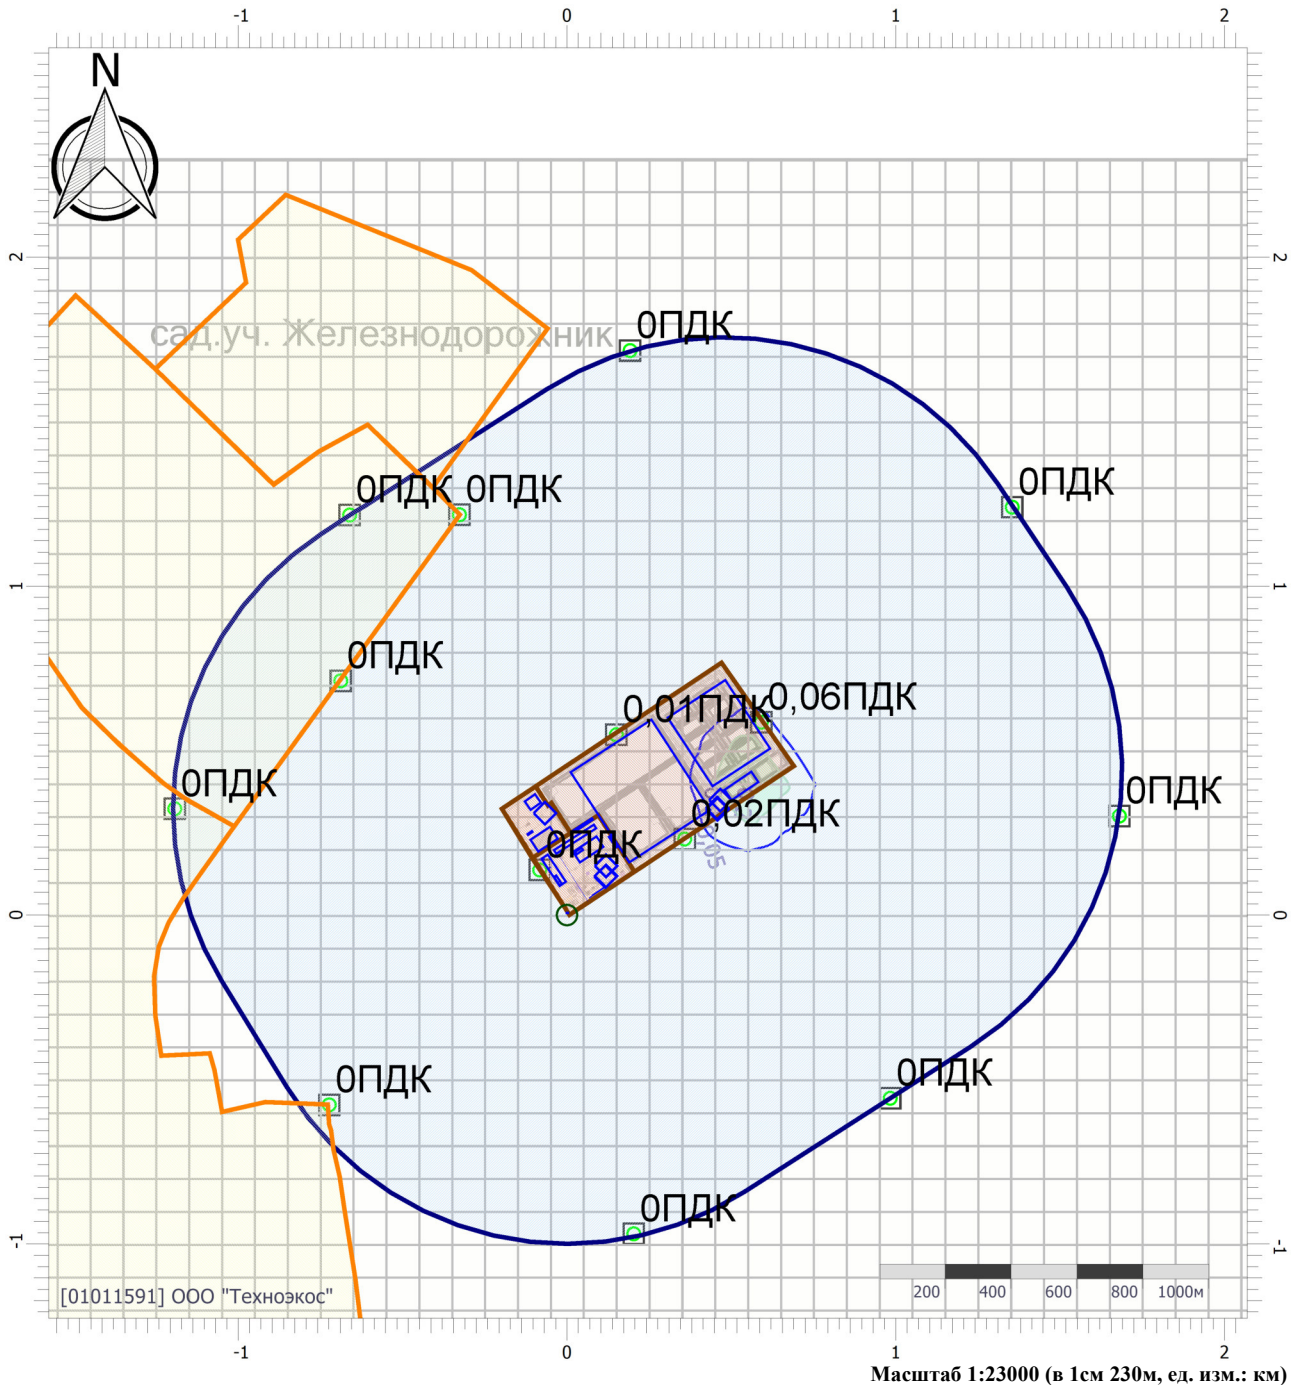 -1 0 1 2
N
2 2
сад.уч. Железнодорожник
0ПДК
0ПДК 0ПДК
0ПДК
1 1
0ПДК
0,06ПДК
0,01ПДК
0ПДК
0ПДК
0,02ПДК
0ПДК
0,05
0 0
0ПДК
0ПДК
0ПДК
-1 -1
200 400 600 800 1000м
[01011591] ООО "Техноэкос"
-1 0 1 2
Масштаб 1:23000 (в 1см 230м, ед. изм.: км)